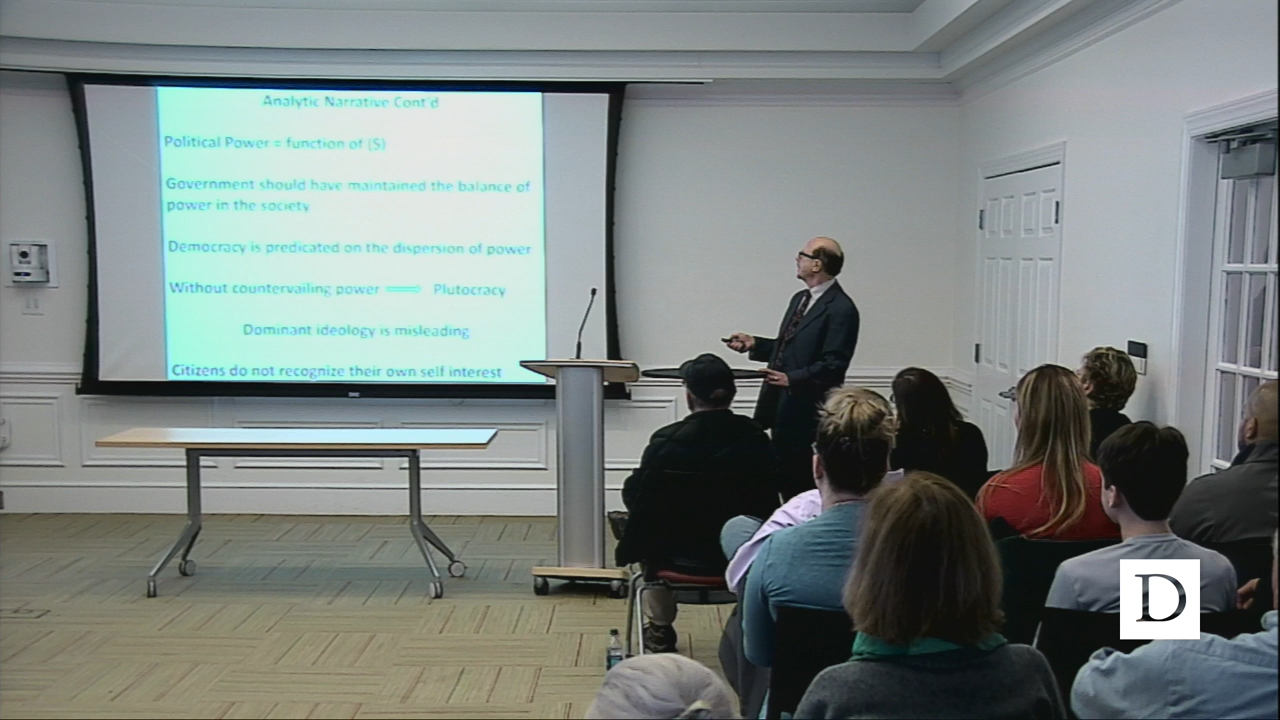 Analytic Narrative Cont'd
Political Power = function of ($)
Government should have maintained the balance of
power in the society
Democracy is predicated on the dispersion of power
Without countervailing power ⟹ Plutocracy
Dominant ideology is misleading
Citizens do not recognize their own self interest
D